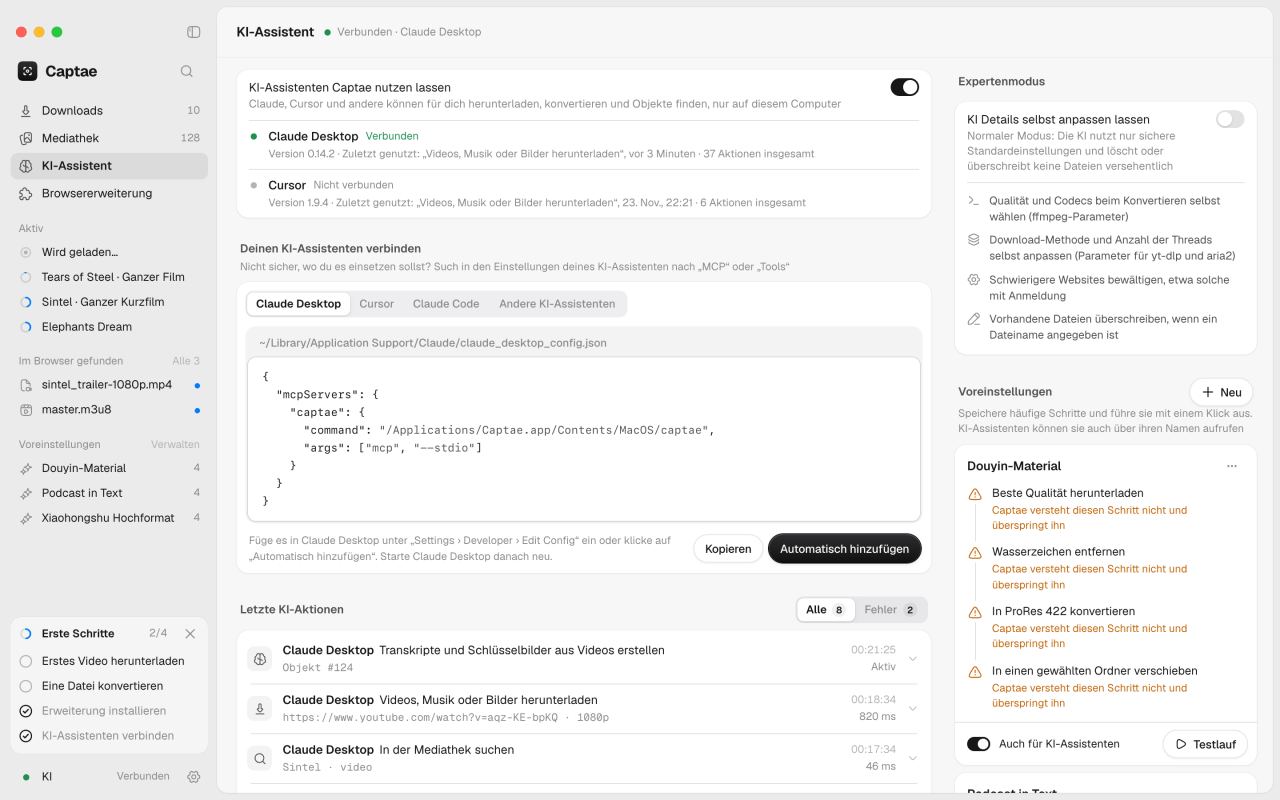 Captae
Downloads 10
Mediathek 128
KI-Assistent
Browsererweiterung
Aktiv
Wird geladen…
Tears of Steel · Ganzer Film
Sintel · Ganzer Kurzfilm
Elephants Dream
Im Browser gefunden Alle 3
sintel_trailer-1080p.mp4
master.m3u8
Voreinstellungen Verwalten
Douyin-Material 4
Podcast in Text 4
Xiaohongshu Hochformat 4
Erste Schritte 2/4
Erstes Video herunterladen
Eine Datei konvertieren
Erweiterung installieren
KI-Assistenten verbinden
KI Verbunden
KI-Assistent Verbunden · Claude Desktop
KI-Assistenten Captae nutzen lassen
Claude, Cursor und andere können für dich herunterladen, konvertieren und Objekte finden, nur auf diesem Computer
Claude Desktop Verbunden
Version 0.14.2 · Zuletzt genutzt: „Videos, Musik oder Bilder herunterladen“, vor 3 Minuten · 37 Aktionen insgesamt
Cursor Nicht verbunden
Version 1.9.4 · Zuletzt genutzt: „Videos, Musik oder Bilder herunterladen“, 23. Nov., 22:21 · 6 Aktionen insgesamt
Deinen KI-Assistenten verbinden
Nicht sicher, wo du es einsetzen sollst? Such in den Einstellungen deines KI-Assistenten nach „MCP“ oder „Tools“
Claude Desktop Cursor Claude Code Andere KI-Assistenten
~/Library/Application Support/Claude/claude_desktop_config.json
{
"mcpServers": {
"captae": {
"command": "/Applications/Captae.app/Contents/MacOS/captae",
"args": ["mcp", "--stdio"]
}
}
}
Füge es in Claude Desktop unter „Settings › Developer › Edit Config“ ein oder klicke auf
„Automatisch hinzufügen“. Starte Claude Desktop danach neu.
Kopieren Automatisch hinzufügen
Letzte KI-Aktionen Alle 8 Fehler 2
Claude Desktop Transkripte und Schlüsselbilder aus Videos erstellen 00:21:25
Objekt #124 Aktiv
Claude Desktop Videos, Musik oder Bilder herunterladen 00:18:34
https://www.youtube.com/watch?v=aqz-KE-bpKQ · 1080p 820 ms
Claude Desktop In der Mediathek suchen 00:17:34
Sintel · video 46 ms
Expertenmodus
KI Details selbst anpassen lassen
Normaler Modus: Die KI nutzt nur sichere
Standardeinstellungen und löscht oder
überschreibt keine Dateien versehentlich
Qualität und Codecs beim Konvertieren selbst
wählen (ffmpeg-Parameter)
Download-Methode und Anzahl der Threads
selbst anpassen (Parameter für yt-dlp und aria2)
Schwierigere Websites bewältigen, etwa solche
mit Anmeldung
Vorhandene Dateien überschreiben, wenn ein
Dateiname angegeben ist
Voreinstellungen Neu
Speichere häufige Schritte und führe sie mit einem Klick aus.
KI-Assistenten können sie auch über ihren Namen aufrufen
Douyin-Material
Beste Qualität herunterladen
Captae versteht diesen Schritt nicht und
überspringt ihn
Wasserzeichen entfernen
Captae versteht diesen Schritt nicht und
überspringt ihn
In ProRes 422 konvertieren
Captae versteht diesen Schritt nicht und
überspringt ihn
In einen gewählten Ordner verschieben
Captae versteht diesen Schritt nicht und
überspringt ihn
Auch für KI-Assistenten Testlauf
Podcast in Text